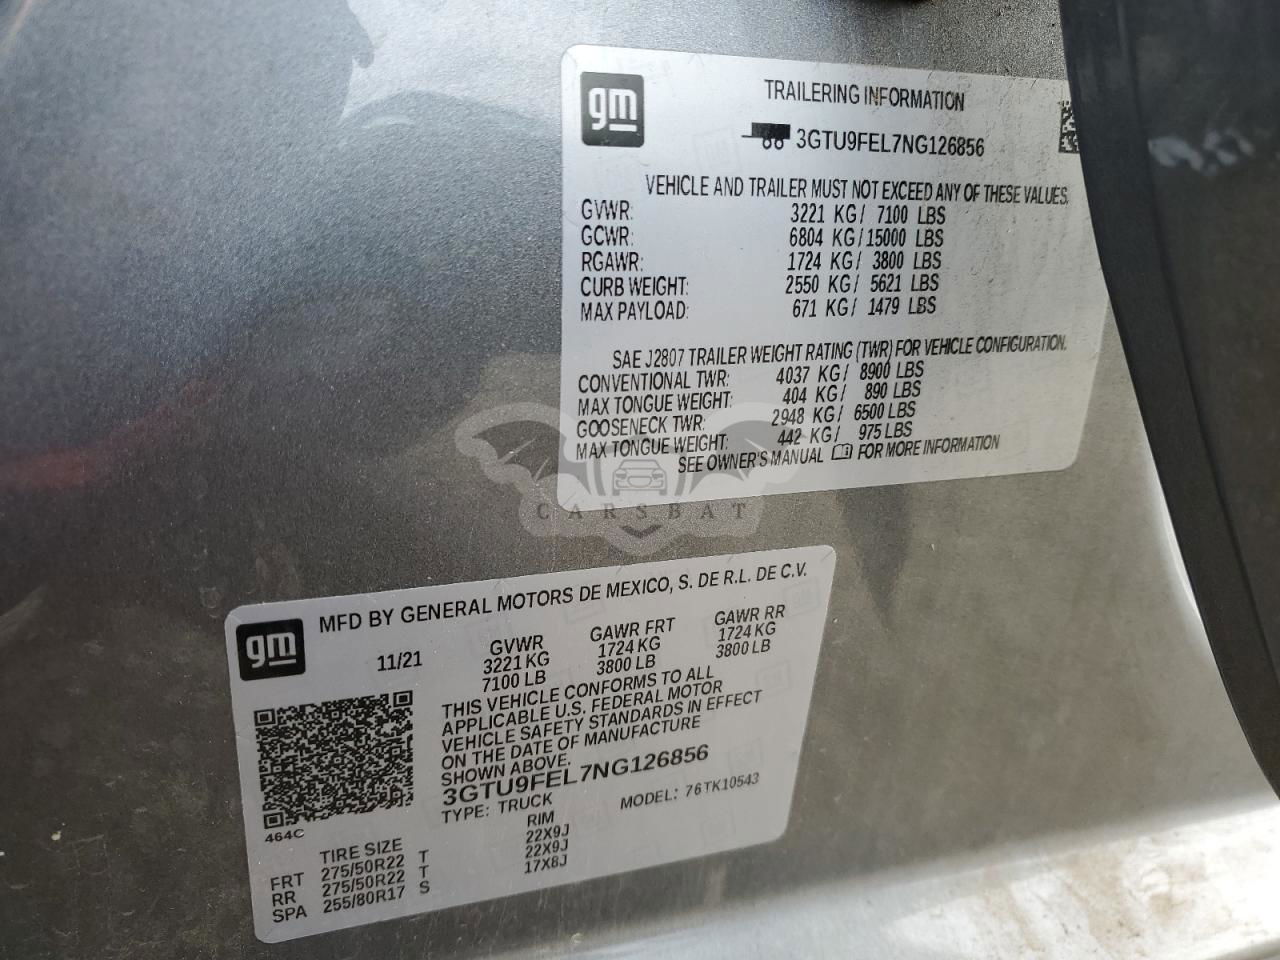 gm
TRAILERING INFORMATION
3GTU9FEL7NG126856
VEHICLE AND TRAILER MUST NOT EXCEED ANY OF THESE VALUES.
GVWR: 3221 KG/ 7100 LBS
GCWR: 6804 KG/15000 LBS
RGAWR: 1724 KG/ 3800 LBS
CURB WEIGHT: 2550 KG/ 5621 LBS
MAX PAYLOAD: 671 KG/ 1479 LBS
SAE J2807 TRAILER WEIGHT RATING (TWR) FOR VEHICLE CONFIGURATION.
CONVENTIONAL TWR: 4037 KG/ 8900 LBS
MAX TONGUE WEIGHT: 404 KG/ 890 LBS
GOOSENECK TWR: 2948 KG/ 6500 LBS
MAX TONGUE WEIGHT: 442 KG/ 975 LBS
SEE OWNER'S MANUAL FOR MORE INFORMATION
CARSBAT
gm
MFD BY GENERAL MOTORS DE MEXICO, S. DE R.L. DE C.V.
11/21
GVWR GAWR FRT GAWR RR
3221 KG 1724 KG 1724 KG
7100 LB 3800 LB 3800 LB
THIS VEHICLE CONFORMS TO ALL
APPLICABLE U.S. FEDERAL MOTOR
VEHICLE SAFETY STANDARDS IN EFFECT
ON THE DATE OF MANUFACTURE
SHOWN ABOVE.
3GTU9FEL7NG126856
TYPE: TRUCK MODEL: 76TK10543
464C
TIRE SIZE RIM
FRT 275/50R22 T 22X9J
RR 275/50R22 T 22X9J
SPA 255/80R17 S 17X8J